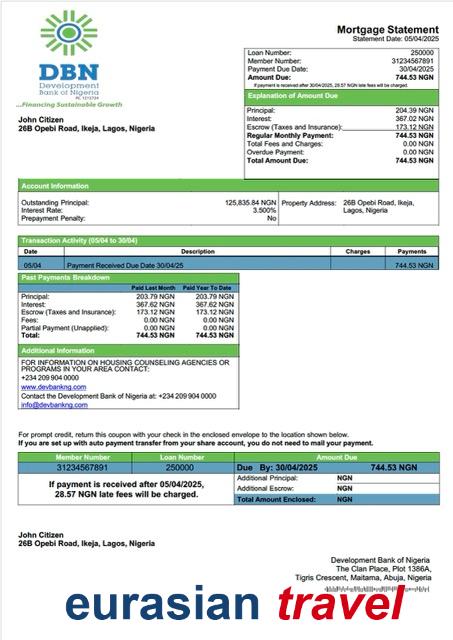 Mortgage Statement
Statement Date: 05/04/2025
DBN
Development
Bank of Nigeria
RC 1215724
...Financing Sustainable Growth
Loan Number: 250000
Member Number: 31234567891
Payment Due Date: 30/04/2025
Amount Due: 744.53 NGN
If payment is received after 30/04/2025, 28.57 NGN late fees will be charged.
John Citizen
26B Opebi Road, Ikeja, Lagos, Nigeria
Explanation of Amount Due
Principal: 204.39 NGN
Interest: 367.02 NGN
Escrow (Taxes and Insurance): 173.12 NGN
Regular Monthly Payment: 744.53 NGN
Total Fees and Charges: 0.00 NGN
Overdue Payment: 0.00 NGN
Total Amount Due: 744.53 NGN
Account Information
Outstanding Principal: 125,835.84 NGN
Interest Rate: 3.500%
Prepayment Penalty: No
Property Address: 26B Opebi Road, Ikeja,
Lagos, Nigeria
Transaction Activity (05/04 to 30/04)
Date Description Charges Payments
05/04 Payment Received Due Date 30/04/25 744.53 NGN
Past Payments Breakdown
Paid Last Month Paid Year To Date
Principal: 203.79 NGN 203.79 NGN
Interest: 367.62 NGN 367.62 NGN
Escrow (Taxes and Insurance): 173.12 NGN 173.12 NGN
Fees: 0.00 NGN 0.00 NGN
Partial Payment (Unapplied): 0.00 NGN 0.00 NGN
Total: 744.53 NGN 744.53 NGN
Additional Information
FOR INFORMATION ON HOUSING COUNSELING AGENCIES OR
PROGRAMS IN YOUR AREA CONTACT:
+234 209 904 0000
www.devbankng.com
Contact the Development Bank of Nigeria at: +234 209 904 0000
info@devbankng.com
For prompt credit, return this coupon with your check in the enclosed envelope to the location shown below.
If you are set up with auto payment transfer from your share account, you do not need to mail your payment.
Member Number Loan Number Amount Due
31234567891 250000 Due By: 30/04/2025 744.53 NGN
If payment is received after 05/04/2025,
28.57 NGN late fees will be charged.
Additional Principal: NGN
Additional Escrow: NGN
Total Amount Enclosed: NGN
John Citizen
26B Opebi Road, Ikeja, Lagos, Nigeria
Development Bank of Nigeria
The Clan Place, Plot 1386A,
Tigris Crescent, Maitama, Abuja, Nigeria
eurasian travel